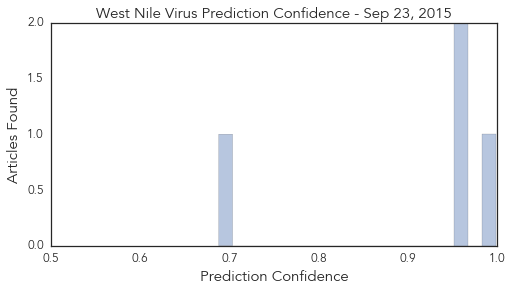 West Nile Virus Prediction Confidence - Sep 23, 2015
2.0
1.5
1.0
0.5
0.0
Articles Found
0.5 0.6 0.7 0.8 0.9 1.0
Prediction Confidence